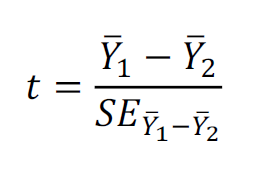 t = (Ȳ₁ − Ȳ₂) / SE_{Ȳ₁−Ȳ₂}